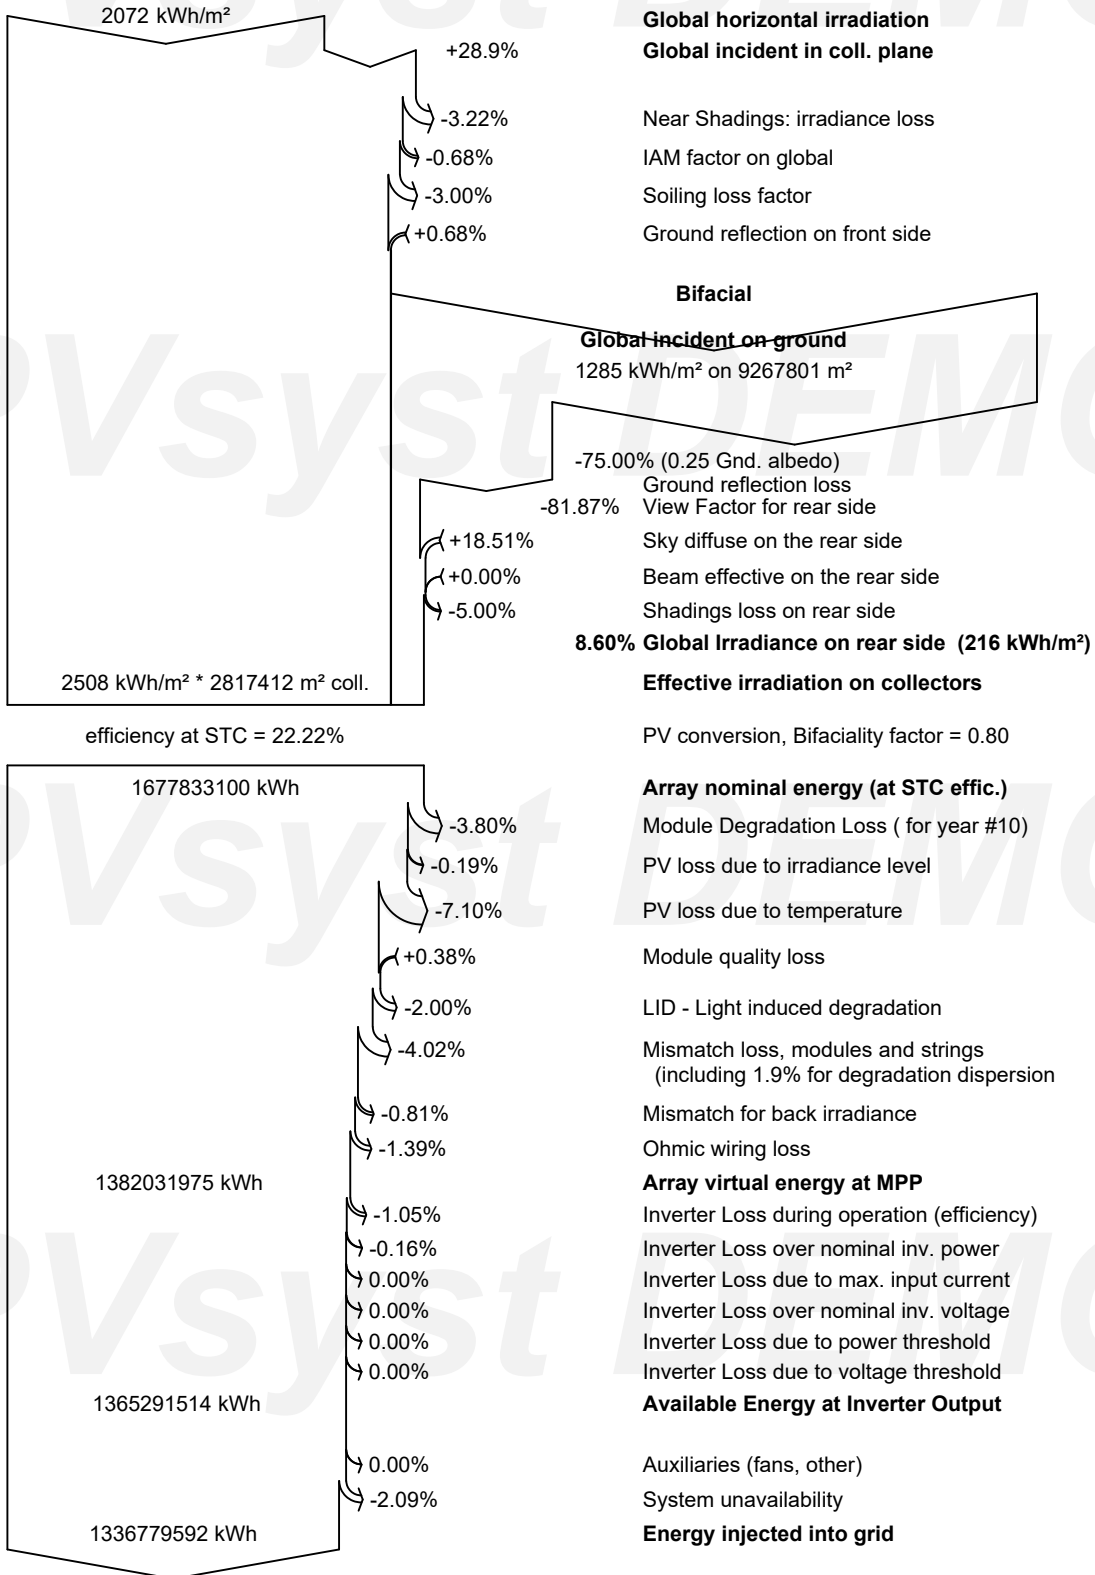 2072 kWh/m² Global horizontal irradiation
+28.9% Global incident in coll. plane
-3.22% Near Shadings: irradiance loss
-0.68% IAM factor on global
-3.00% Soiling loss factor
+0.68% Ground reflection on front side
Bifacial
Global incident on ground
1285 kWh/m² on 9267801 m²
-75.00% (0.25 Gnd. albedo)
Ground reflection loss
-81.87% View Factor for rear side
+18.51% Sky diffuse on the rear side
+0.00% Beam effective on the rear side
-5.00% Shadings loss on rear side
8.60% Global Irradiance on rear side (216 kWh/m²)
2508 kWh/m² * 2817412 m² coll. Effective irradiation on collectors
efficiency at STC = 22.22% PV conversion, Bifaciality factor = 0.80
1677833100 kWh Array nominal energy (at STC effic.)
-3.80% Module Degradation Loss ( for year #10)
-0.19% PV loss due to irradiance level
-7.10% PV loss due to temperature
+0.38% Module quality loss
-2.00% LID - Light induced degradation
-4.02% Mismatch loss, modules and strings
(including 1.9% for degradation dispersion
-0.81% Mismatch for back irradiance
-1.39% Ohmic wiring loss
1382031975 kWh Array virtual energy at MPP
-1.05% Inverter Loss during operation (efficiency)
-0.16% Inverter Loss over nominal inv. power
0.00% Inverter Loss due to max. input current
0.00% Inverter Loss over nominal inv. voltage
0.00% Inverter Loss due to power threshold
0.00% Inverter Loss due to voltage threshold
1365291514 kWh Available Energy at Inverter Output
0.00% Auxiliaries (fans, other)
-2.09% System unavailability
1336779592 kWh Energy injected into grid
PVsyst DEMO
PVsyst DEMO
PVsyst DEMO